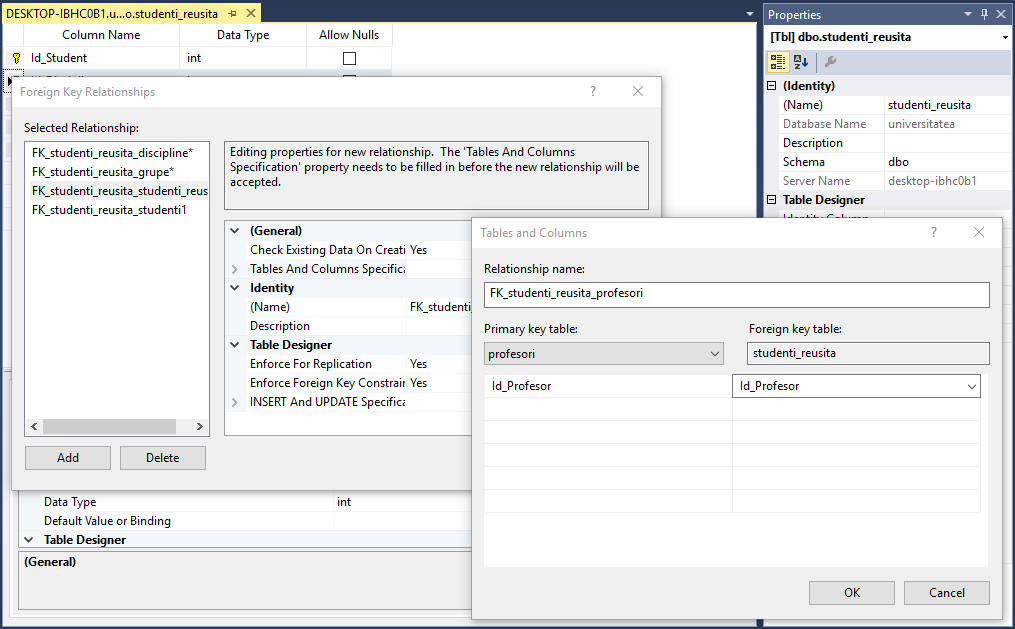 DESKTOP-IBHC0B1.u...o.studenti_reusita
Column Name Data Type Allow Nulls
Id_Student int
Foreign Key Relationships
Selected Relationship:
FK_studenti_reusita_discipline*
FK_studenti_reusita_grupe*
FK_studenti_reusita_studenti_reus
FK_studenti_reusita_studenti1
Add Delete
Editing properties for new relationship. The 'Tables And Columns
Specification' property needs to be filled in before the new relationship will be
accepted.
(General)
Check Existing Data On Creati Yes
Tables And Columns Specifica
Identity
(Name) FK_studenti_
Description
Table Designer
Enforce For Replication Yes
Enforce Foreign Key Constrain Yes
INSERT And UPDATE Specifica
Data Type int
Default Value or Binding
Table Designer
(General)
Tables and Columns
Relationship name:
FK_studenti_reusita_profesori
Primary key table: Foreign key table:
profesori studenti_reusita
Id_Profesor Id_Profesor
OK Cancel
Properties
[Tbl] dbo.studenti_reusita
(Identity)
(Name) studenti_reusita
Database Name universitatea
Description
Schema dbo
Server Name desktop-ibhc0b1
Table Designer
Identity Column